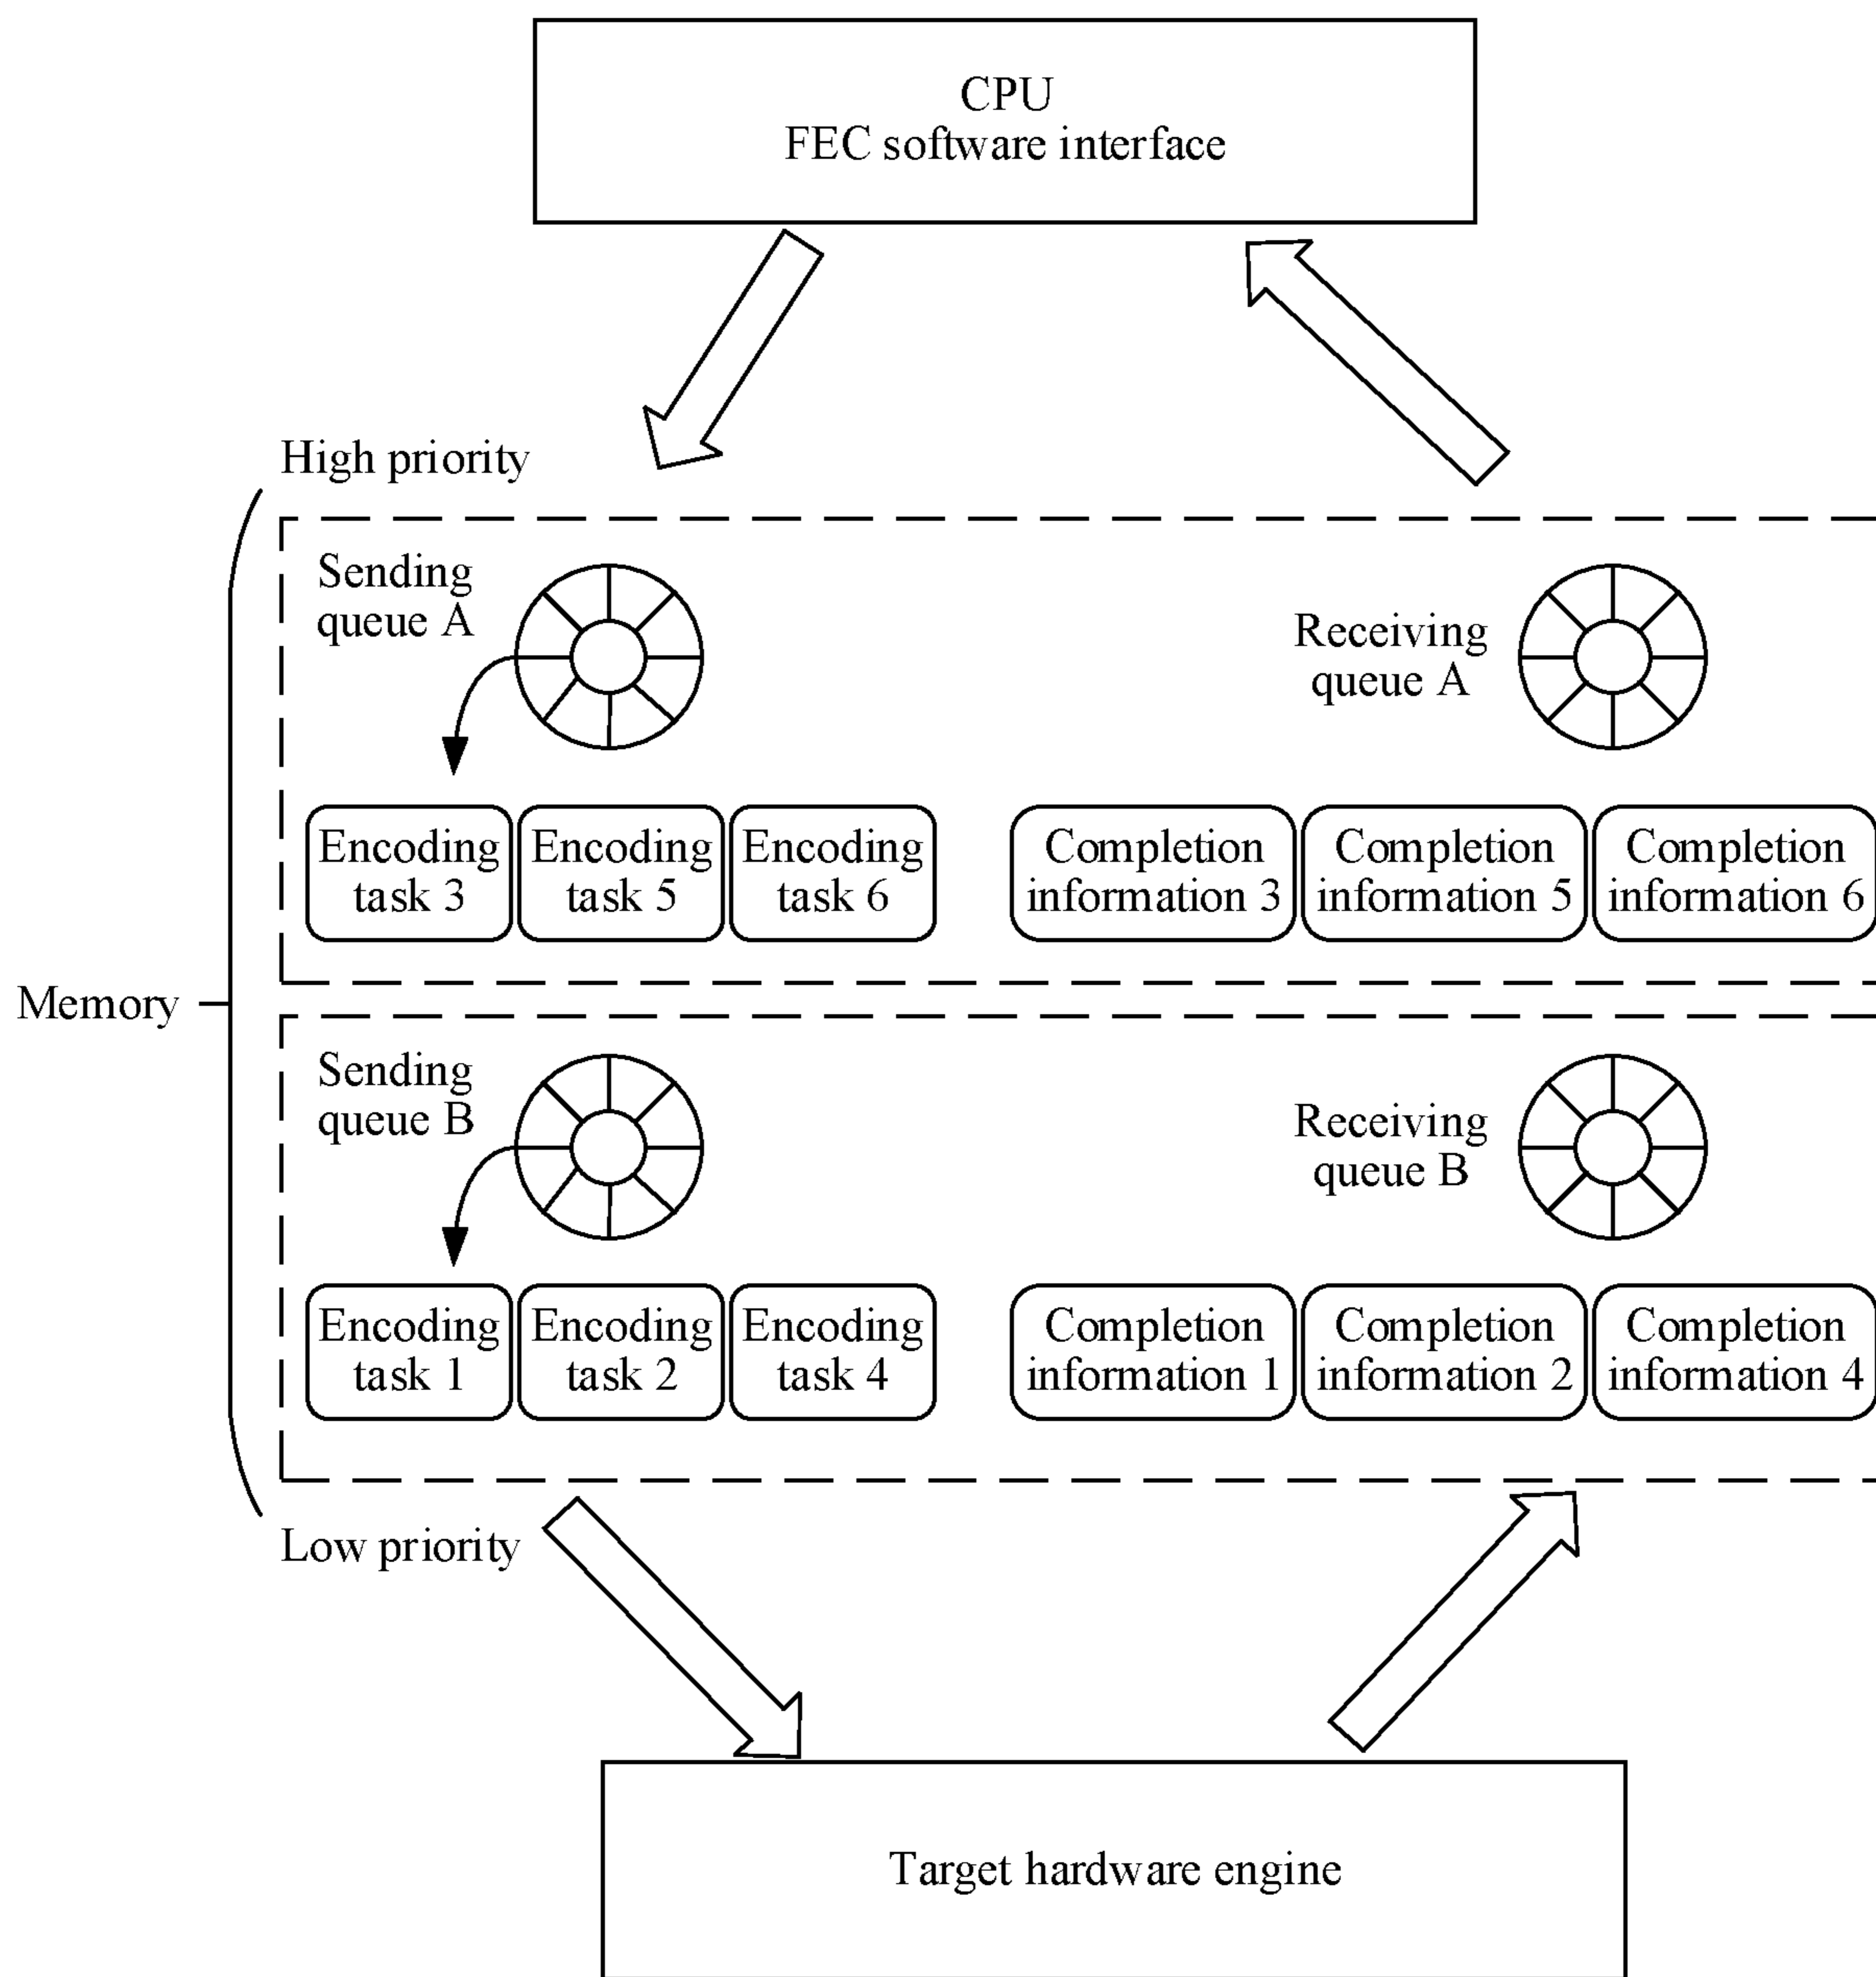 CPU
FEC software interface
High priority
Sending
queue A
Receiving
queue A
Encoding
task 3
Encoding
task 5
Encoding
task 6
Completion
information 3
Completion
information 5
Completion
information 6
Memory
Sending
queue B
Receiving
queue B
Encoding
task 1
Encoding
task 2
Encoding
task 4
Completion
information 1
Completion
information 2
Completion
information 4
Low priority
Target hardware engine